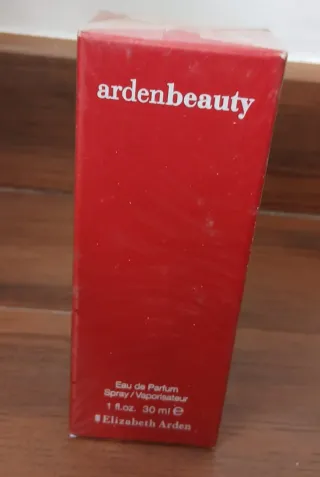 ardenbeauty
Eau de Parfum
Spray / Vaporisateur
1 fl.oz. 30 ml ℮
Elizabeth Arden